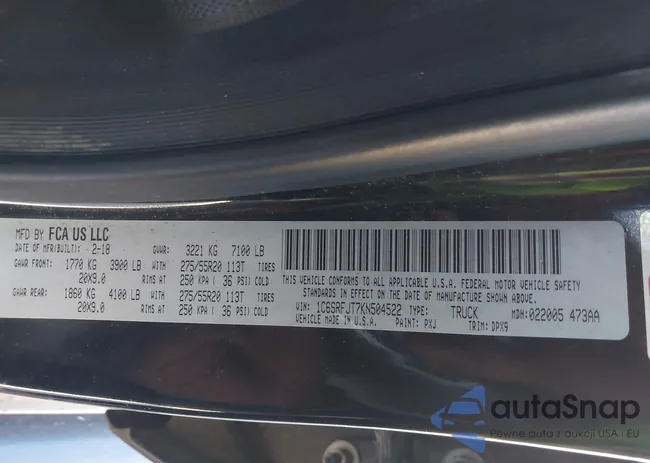 MFD BY FCA US LLC
DATE OF MFR(BUILT): 2-18 GVWR: 3221 KG 7100 LB
GAWR FRONT: 1770 KG 3900 LB WITH 275/55R20 113T TIRES
20X9.0 RIMS AT 250 KPA ( 36 PSI) COLD
GAWR REAR: 1860 KG 4100 LB WITH 275/55R20 113T TIRES
20X9.0 RIMS AT 250 KPA ( 36 PSI) COLD
THIS VEHICLE CONFORMS TO ALL APPLICABLE U.S.A. FEDERAL MOTOR VEHICLE SAFETY
STANDARDS IN EFFECT ON THE DATE OF MANUFACTURE SHOWN ABOVE.
VIN: 1C6SRFJT7KN504522 TYPE: TRUCK MDH: 022005 473AA
VEHICLE MADE IN U.S.A. PAINT: PXJ TRIM: DPX9
autaSnap
Pewne auta z aukcji USA i EU